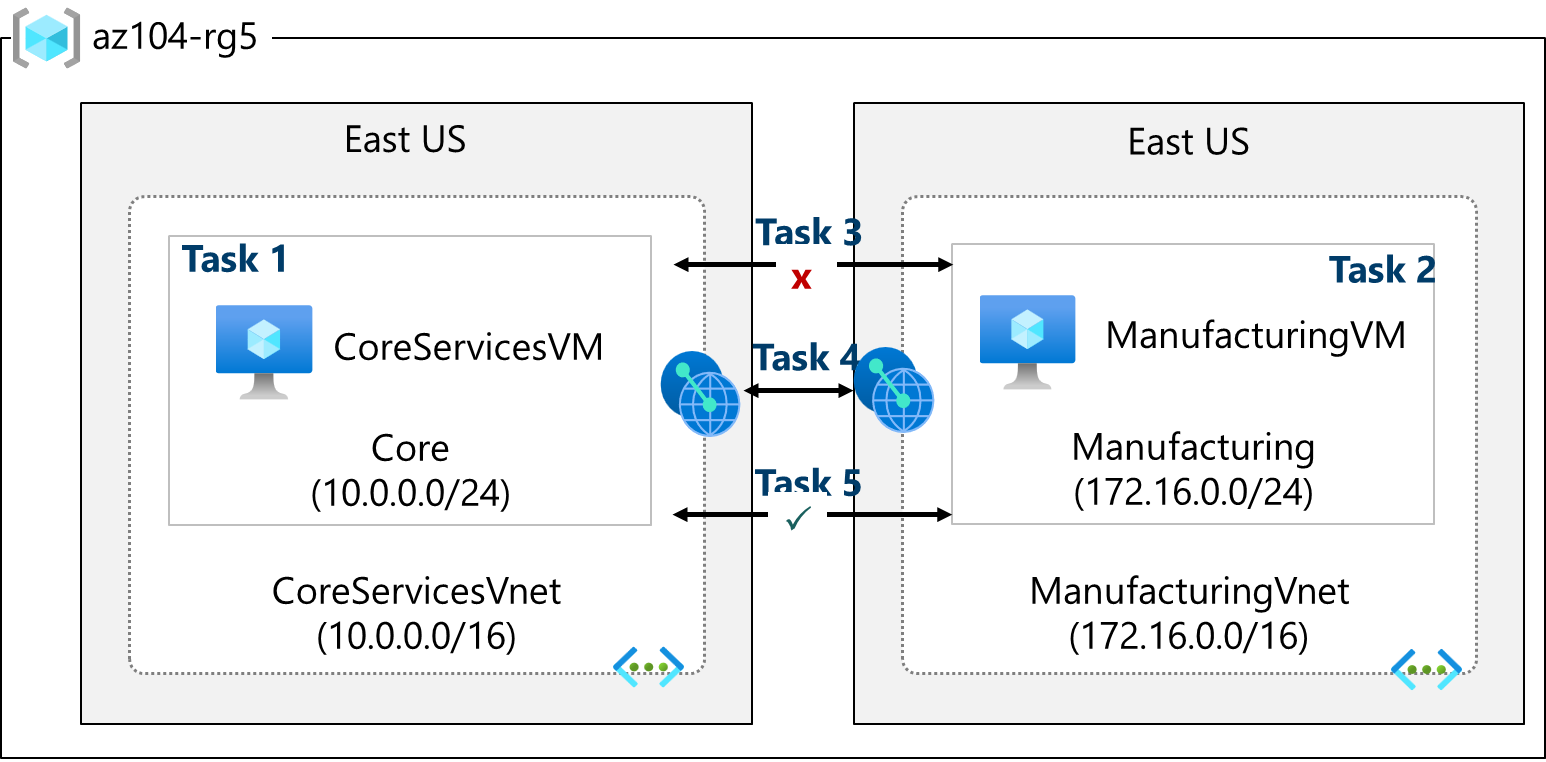 az104-rg5
East US
Task 1
CoreServicesVM
Core
(10.0.0.0/24)
CoreServicesVnet
(10.0.0.0/16)
Task 3
x
Task 4
Task 5
East US
Task 2
ManufacturingVM
Manufacturing
(172.16.0.0/24)
ManufacturingVnet
(172.16.0.0/16)